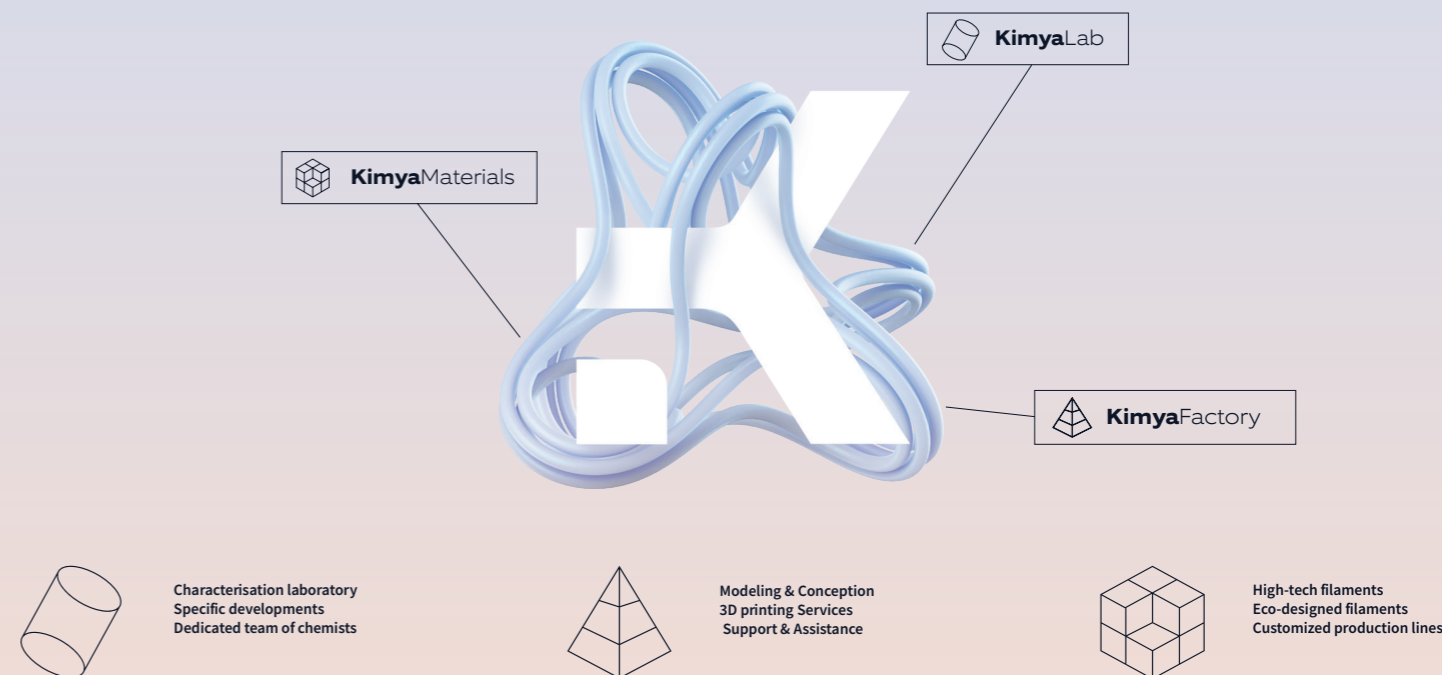 KimyaLab
KimyaMaterials
KimyaFactory
Characterisation laboratory
Specific developments
Dedicated team of chemists
Modeling & Conception
3D printing Services
Support & Assistance
High-tech filaments
Eco-designed filaments
Customized production lines